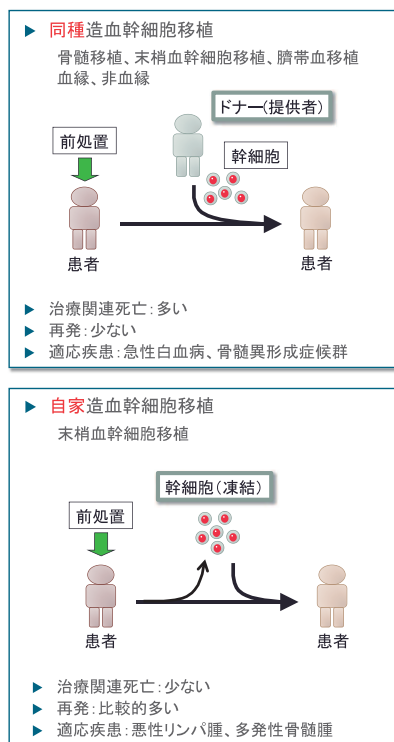 ▶ 同種造血幹細胞移植
骨髄移植、末梢血幹細胞移植、臍帯血移植
血縁、非血縁
ドナー(提供者)
前処置
幹細胞
患者
患者
▶ 治療関連死亡:多い
▶ 再発:少ない
▶ 適応疾患:急性白血病、骨髄異形成症候群
▶ 自家造血幹細胞移植
末梢血幹細胞移植
幹細胞(凍結)
前処置
患者
患者
▶ 治療関連死亡:少ない
▶ 再発:比較的多い
▶ 適応疾患:悪性リンパ腫、多発性骨髄腫